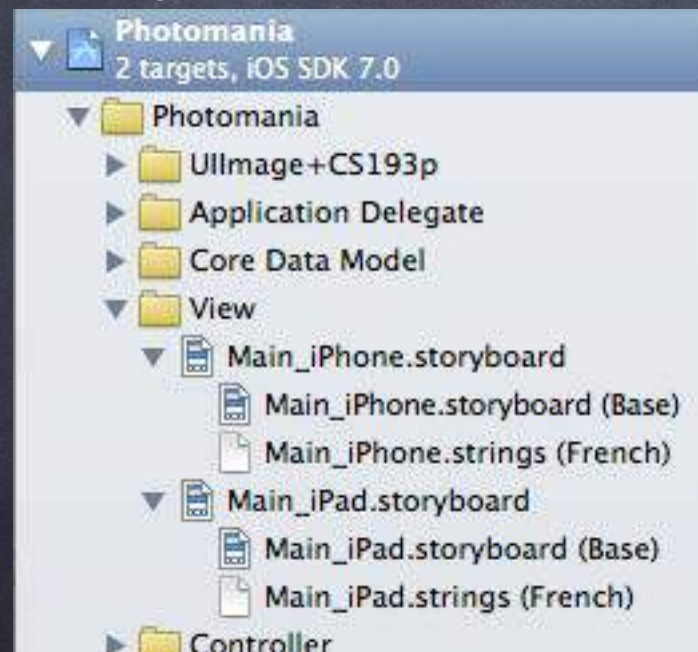 Photomania
2 targets, iOS SDK 7.0
Photomania
UIImage+CS193p
Application Delegate
Core Data Model
View
Main_iPhone.storyboard
Main_iPhone.storyboard (Base)
Main_iPhone.strings (French)
Main_iPad.storyboard
Main_iPad.storyboard (Base)
Main_iPad.strings (French)
Controller